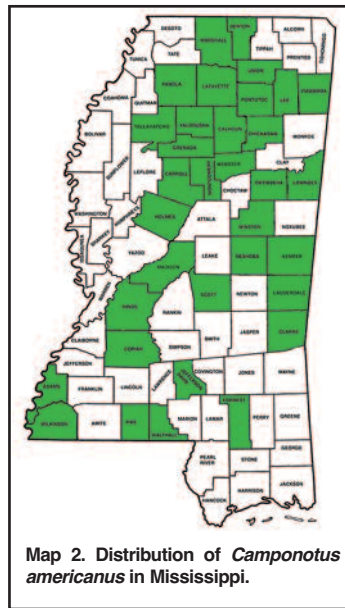 DESOTO
MARSHALL
BENTON
TIPPAH
ALCORN
TISHOMINGO
TUNICA
TATE
PRENTISS
PANOLA
LAFAYETTE
UNION
COAHOMA
QUITMAN
PONTOTOC
LEE
ITAWAMBA
BOLIVAR
TALLAHATCHIE
YALOBUSHA
CALHOUN
CHICKASAW
MONROE
SUNFLOWER
LEFLORE
GRENADA
WEBSTER
CLAY
CARROLL
MONTGOMERY
CHOCTAW
OKTIBBEHA
LOWNDES
WASHINGTON
HUMPHREYS
HOLMES
ATTALA
WINSTON
NOXUBEE
SHARKEY
ISSAQUENA
YAZOO
MADISON
LEAKE
NESHOBA
KEMPER
WARREN
HINDS
RANKIN
SCOTT
NEWTON
LAUDERDALE
CLAIBORNE
COPIAH
SIMPSON
SMITH
JASPER
CLARKE
JEFFERSON
ADAMS
FRANKLIN
LINCOLN
LAWRENCE
JEFFERSON
DAVIS
COVINGTON
JONES
WAYNE
WILKINSON
AMITE
PIKE
WALTHALL
MARION
LAMAR
FORREST
PERRY
GREENE
PEARL
RIVER
STONE
GEORGE
HANCOCK
HARRISON
JACKSON
Map 2. Distribution of Camponotus
americanus in Mississippi.